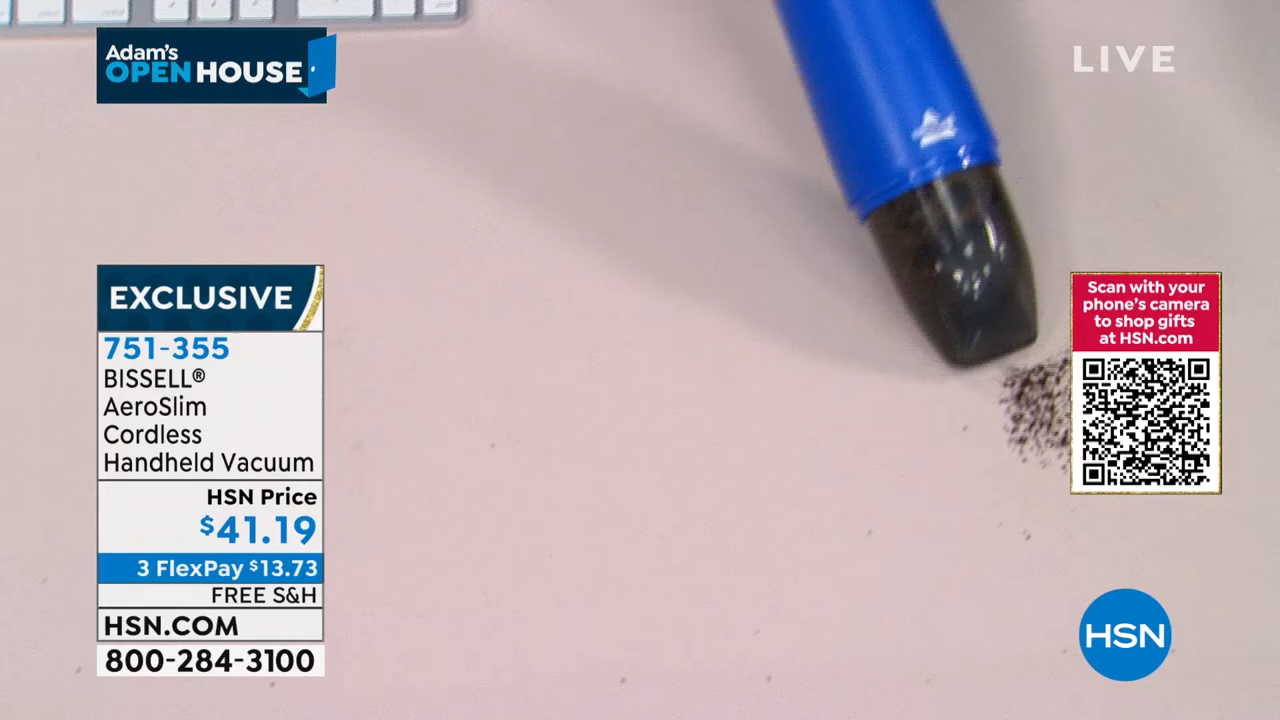 Adam's
OPEN HOUSE
LIVE
EXCLUSIVE
751-355
BISSELL®
AeroSlim
Cordless
Handheld Vacuum
HSN Price
$41.19
3 FlexPay $13.73
FREE S&H
HSN.COM
800-284-3100
Scan with your
phone's camera
to shop gifts
at HSN.com
HSN